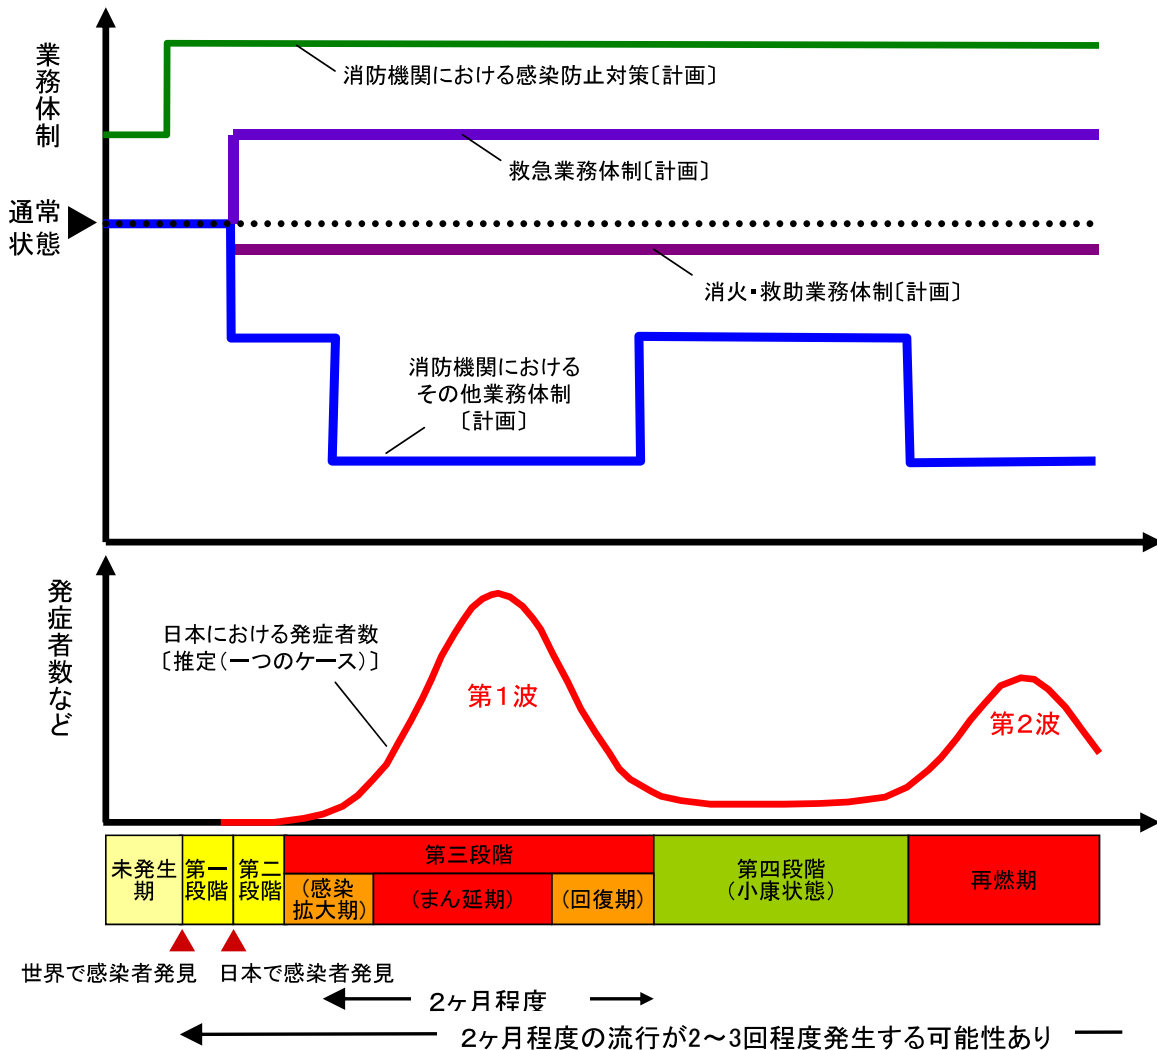 業務体制
消防機関における感染防止対策〔計画〕
救急業務体制〔計画〕
通常
状態
消火・救助業務体制〔計画〕
消防機関における
その他業務体制
〔計画〕
発症者数など
日本における発症者数
〔推定（一つのケース）〕
第１波
第２波
未発生
期
第一
段階
第二
段階
第三段階
（感染
拡大期）
（まん延期）
（回復期）
第四段階
（小康状態）
再燃期
世界で感染者発見
日本で感染者発見
２ヶ月程度
２ヶ月程度の流行が2～3回程度発生する可能性あり